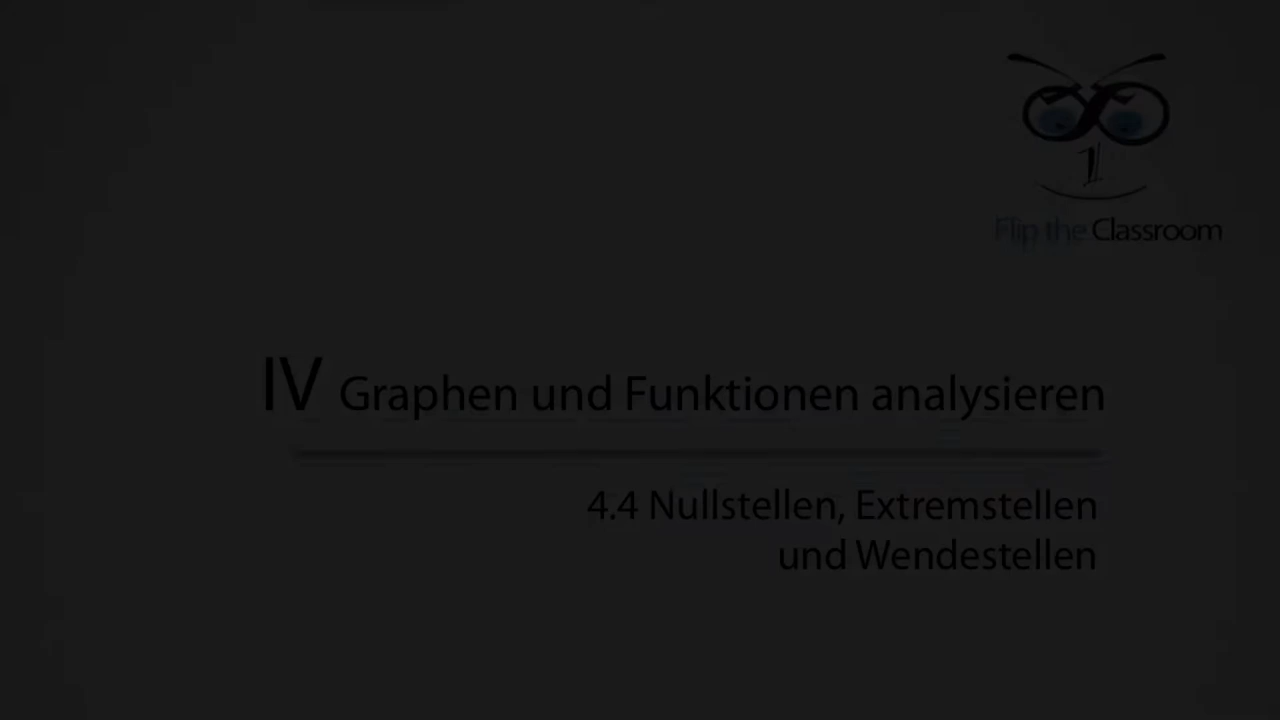 Flip the Classroom
IV Graphen und Funktionen analysieren
4.4 Nullstellen, Extremstellen
und Wendestellen